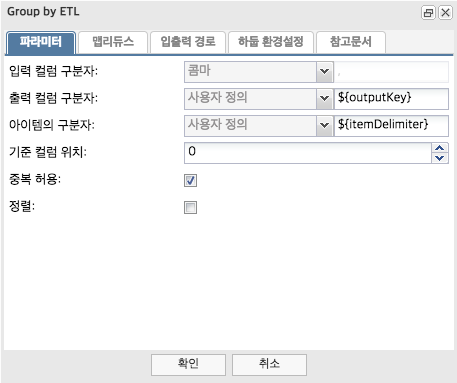 Group by ETL
파라미터 맵리듀스 입출력 경로 하둡 환경설정 참고문서
입력 컬럼 구분자: 콤마 ,
출력 컬럼 구분자: 사용자 정의 ${outputKey}
아이템의 구분자: 사용자 정의 ${itemDelimiter}
기준 컬럼 위치: 0
중복 허용:
정렬:
확인 취소